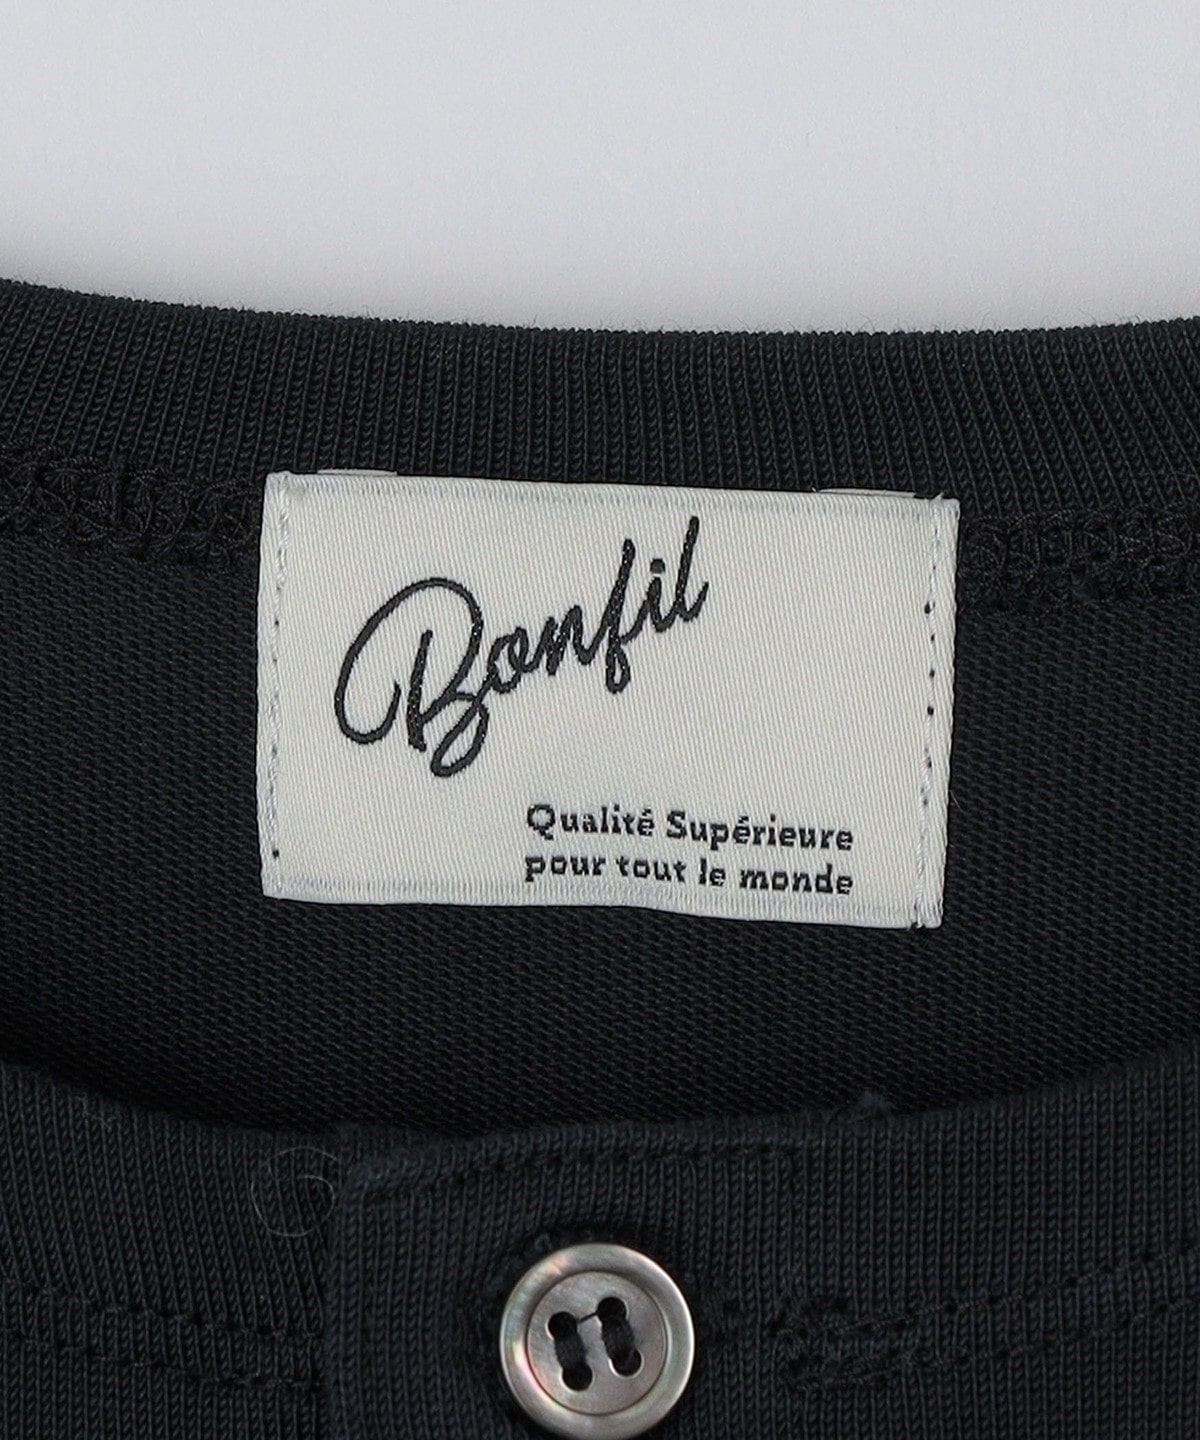 Bonfil
Qualité Supérieure
pour tout le monde